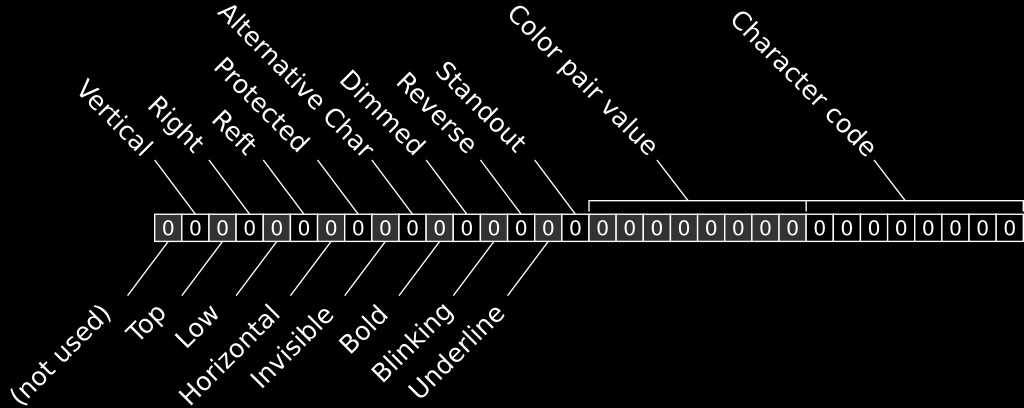 Vertical
Right
Reft
Protected
Alternative Char
Dimmed
Reverse
Standout
Color pair value
Character code
0 0 0 0 0 0 0 0 0 0 0 0 0 0 0 0 0 0 0 0 0 0 0 0 0 0 0 0 0 0 0 0
(not used)
Top
Low
Horizontal
Invisible
Bold
Blinking
Underline